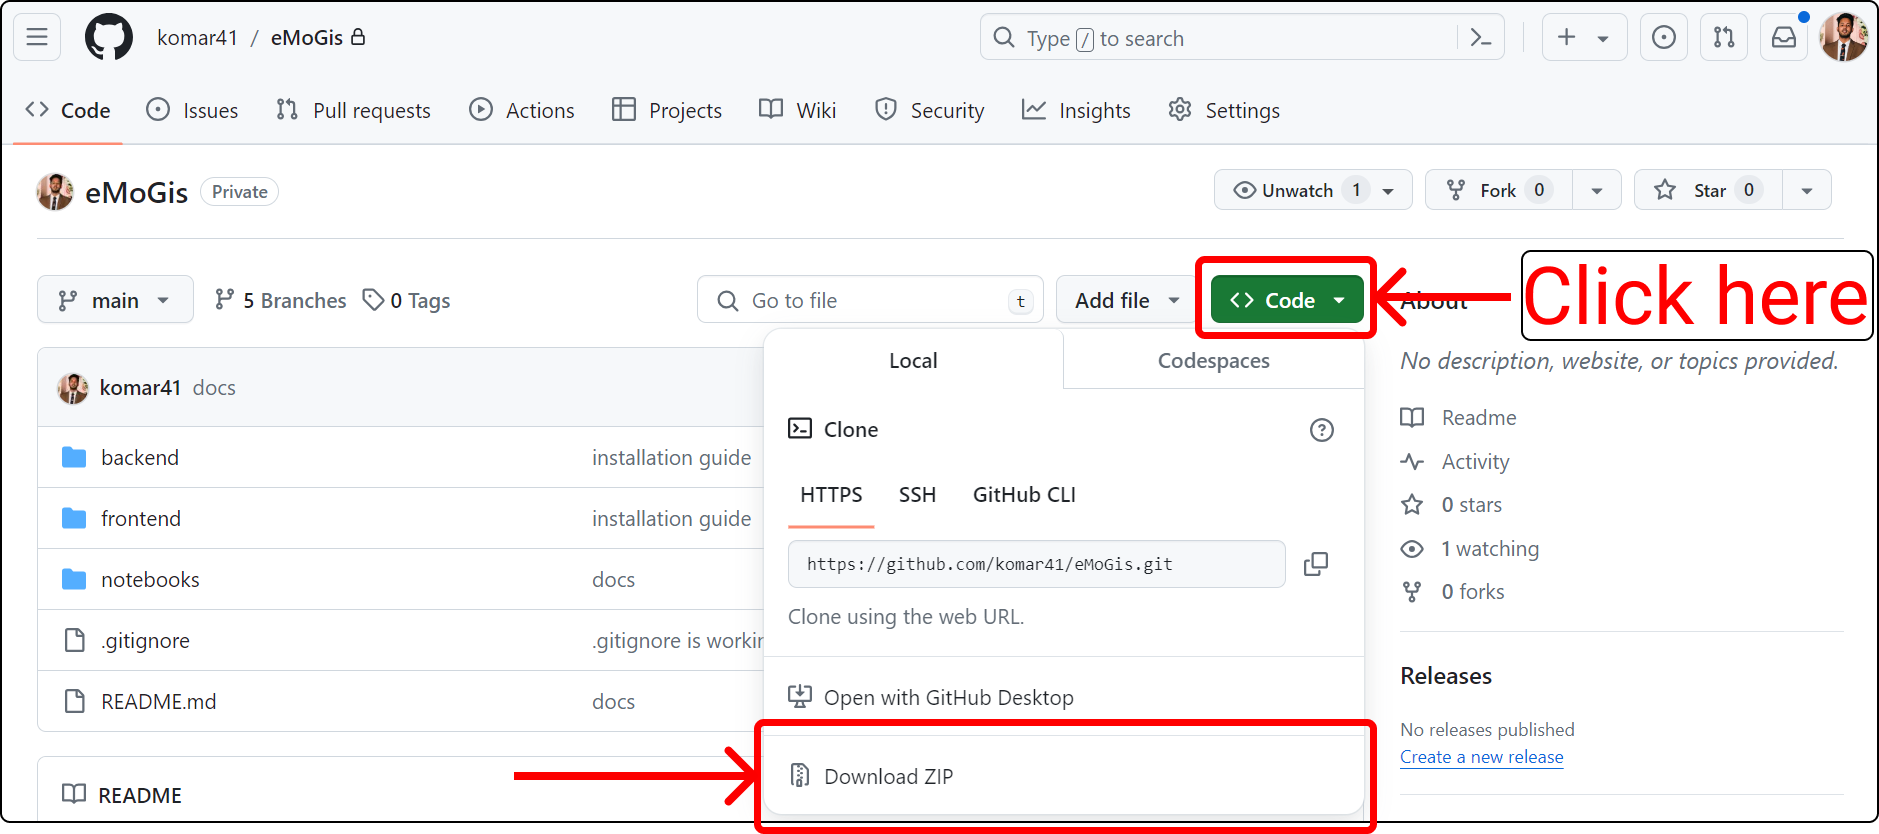 komar41 / eMoGis
Type / to search
Code Issues Pull requests Actions Projects Wiki Security Insights Settings
eMoGis Private
Unwatch 1 Fork 0 Star 0
main 5 Branches 0 Tags
Go to file t Add file Code
About
Click here
Local Codespaces
No description, website, or topics provided.
komar41 docs
Clone
Readme
backend installation guide
Activity
HTTPS SSH GitHub CLI
0 stars
frontend installation guide
1 watching
https://github.com/komar41/eMoGis.git
notebooks docs
0 forks
Clone using the web URL.
.gitignore .gitignore is workin
Releases
Open with GitHub Desktop
README.md docs
No releases published
Create a new release
Download ZIP
README